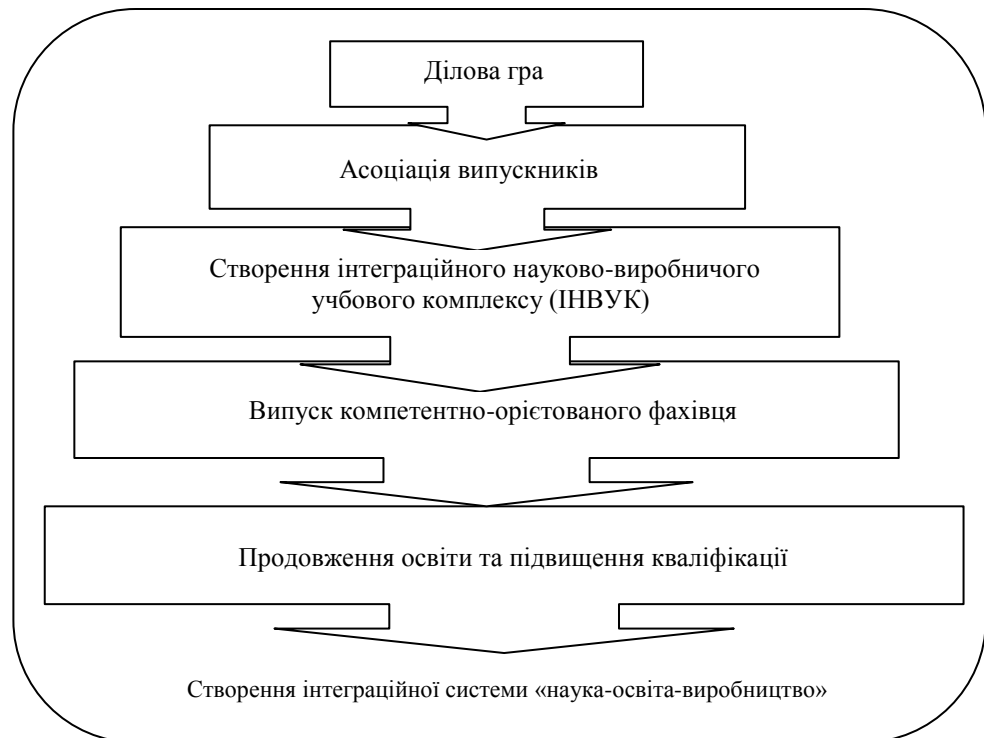 Ділова гра
Асоціація випускників
Створення інтеграційного науково-виробничого
учбового комплексу (ІНВУК)
Випуск компетентно-орієтованого фахівця
Продовження освіти та підвищення кваліфікації
Створення інтеграційної системи «наука-освіта-виробництво»